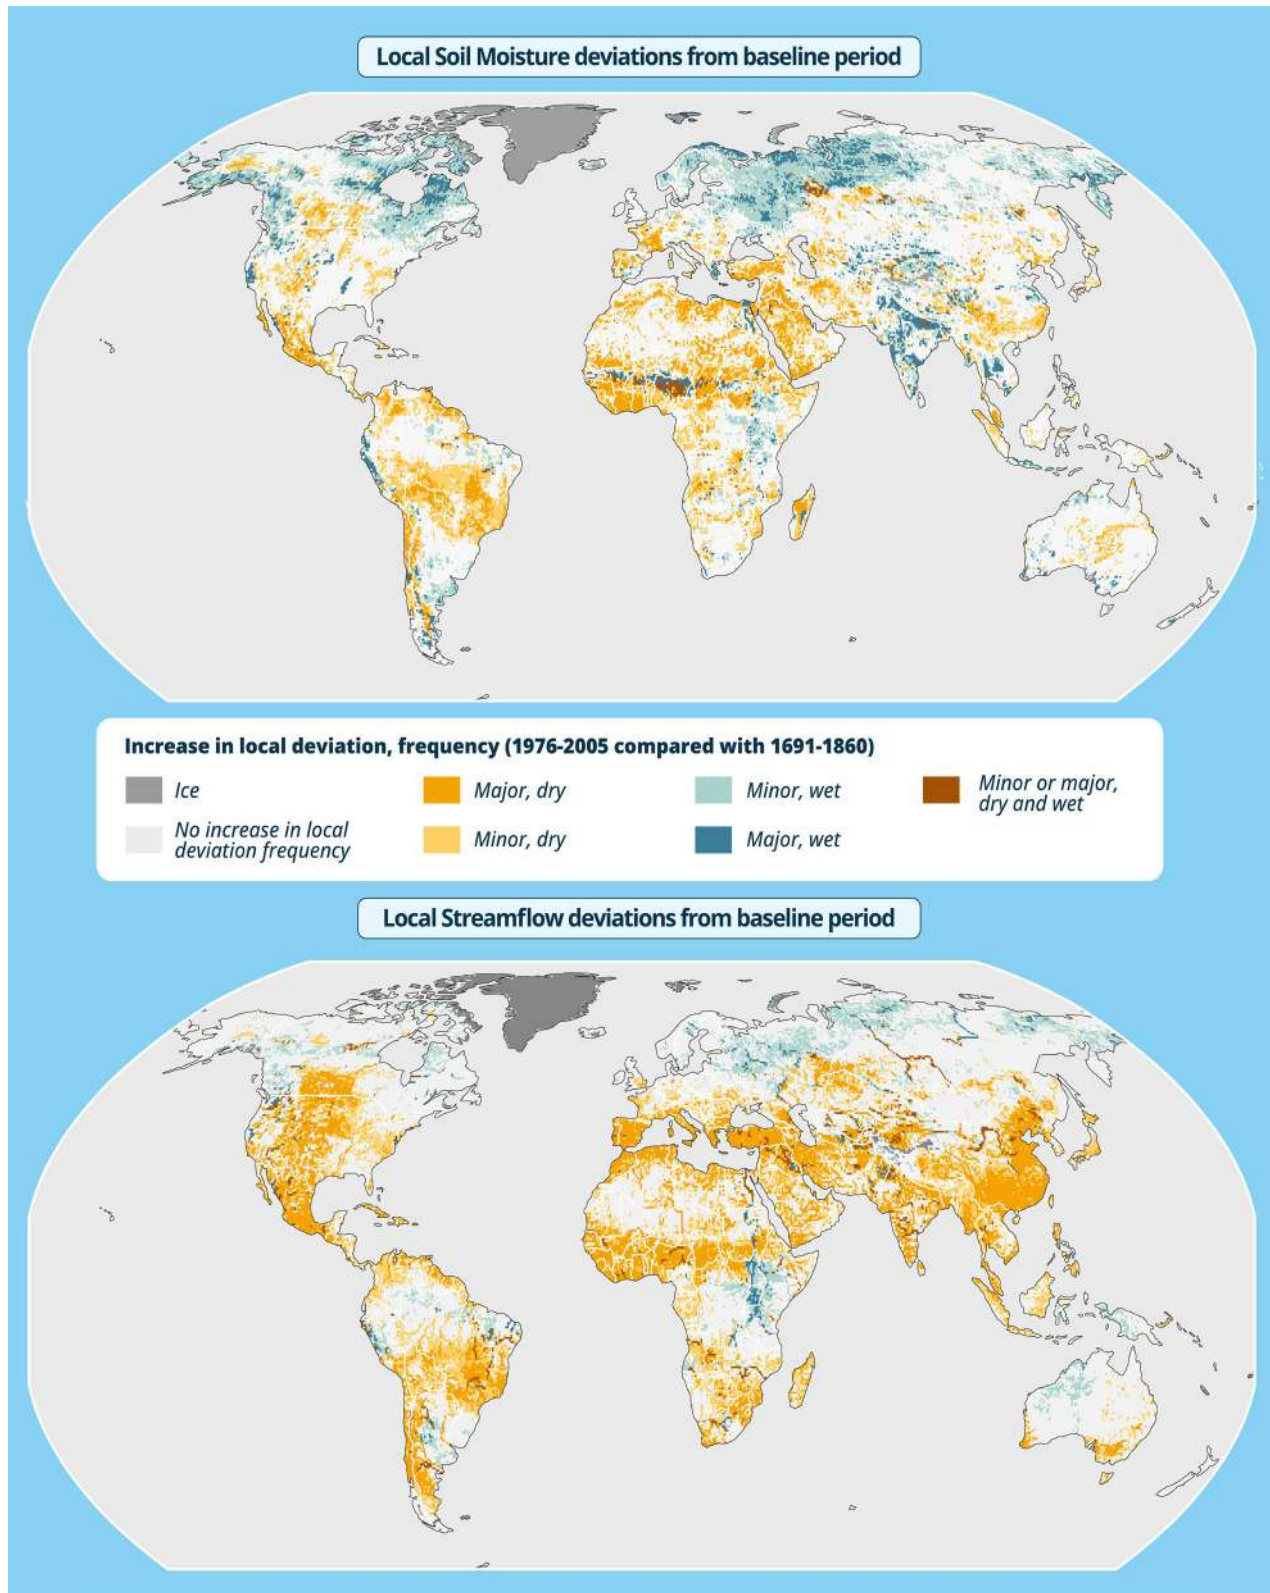 Local Soil Moisture deviations from baseline period
Increase in local deviation, frequency (1976-2005 compared with 1691-1860)
Ice
Major, dry
Minor, wet
Minor or major,
dry and wet
No increase in local
deviation frequency
Minor, dry
Major, wet
Local Streamflow deviations from baseline period